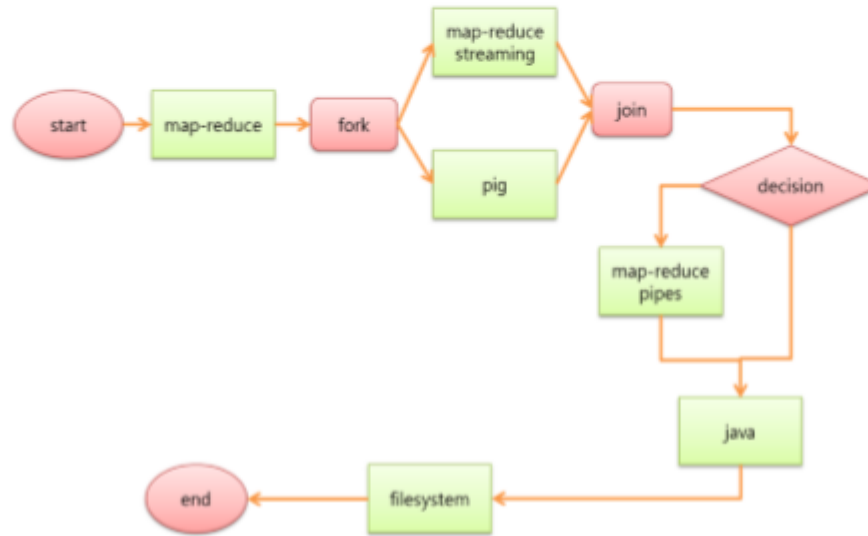 start
map-reduce
fork
map-reduce
streaming
pig
join
decision
map-reduce
pipes
java
filesystem
end